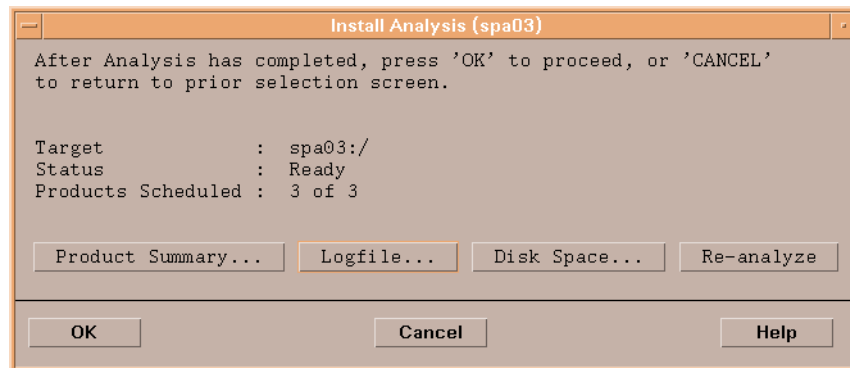 Install Analysis (spa03)
After Analysis has completed, press 'OK' to proceed, or 'CANCEL'
to return to prior selection screen.
Target : spa03:/
Status : Ready
Products Scheduled : 3 of 3
Product Summary... Logfile... Disk Space... Re-analyze
OK Cancel Help